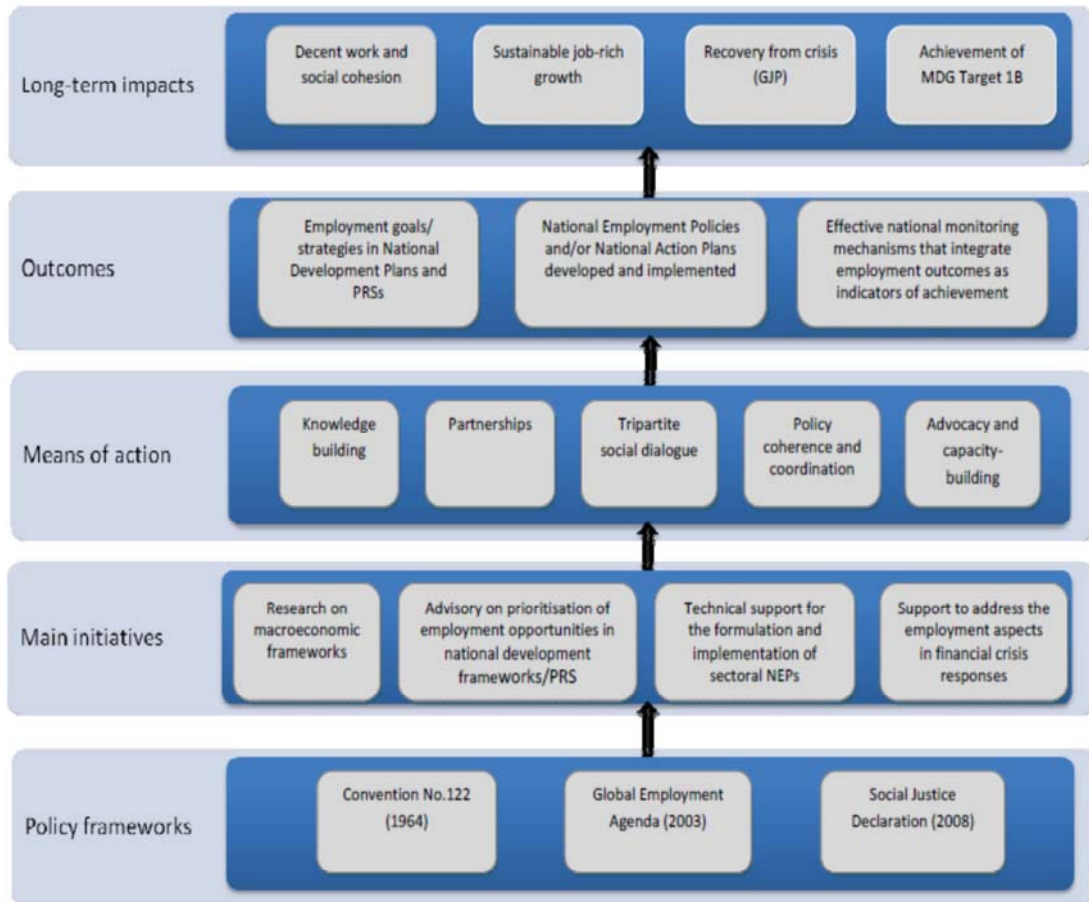 Long-term impacts
Decent work and
social cohesion
Sustainable job-rich
growth
Recovery from crisis
(GJP)
Achievement of
MDG Target 1B
Outcomes
Employment goals/
strategies in National
Development Plans and
PRSs
National Employment Policies
and/or National Action Plans
developed and implemented
Effective national monitoring
mechanisms that integrate
employment outcomes as
indicators of achievement
Means of action
Knowledge
building
Partnerships
Tripartite
social dialogue
Policy
coherence and
coordination
Advocacy and
capacity-
building
Main initiatives
Research on
macroeconomic
frameworks
Advisory on prioritisation of
employment opportunities in
national development
frameworks/PRS
Technical support for
the formulation and
implementation of
sectoral NEPs
Support to address the
employment aspects
in financial crisis
responses
Policy frameworks
Convention No.122
(1964)
Global Employment
Agenda (2003)
Social Justice
Declaration (2008)